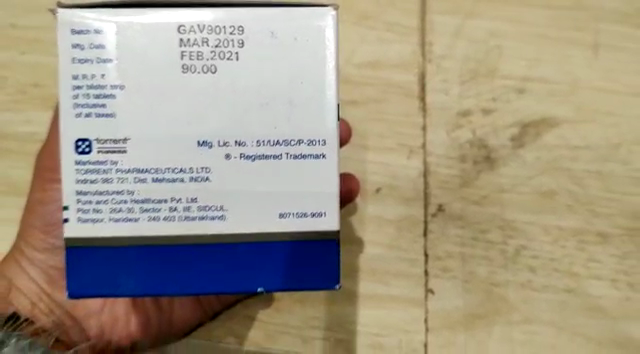 Batch No. GAV90129
Mfg. Date MAR.2019
Expiry Date FEB.2021
M.R.P. ₹ 90.00
per blister strip
of 15 tablets
(Inclusive
of all taxes)
torrent
PHARMA
Mfg. Lic. No. : 51/UA/SC/P-2013
® - Registered Trademark
Marketed by :
TORRENT PHARMACEUTICALS LTD.
Indrad-382 721, Dist. Mehsana, INDIA.
Manufactured by :
Pure and Cure Healthcare Pvt. Ltd.
Plot No. : 26A-30, Sector - 8A, IIE, SIDCUL,
Ranipur, Haridwar - 249 403 (Uttarakhand).
8071526-9091